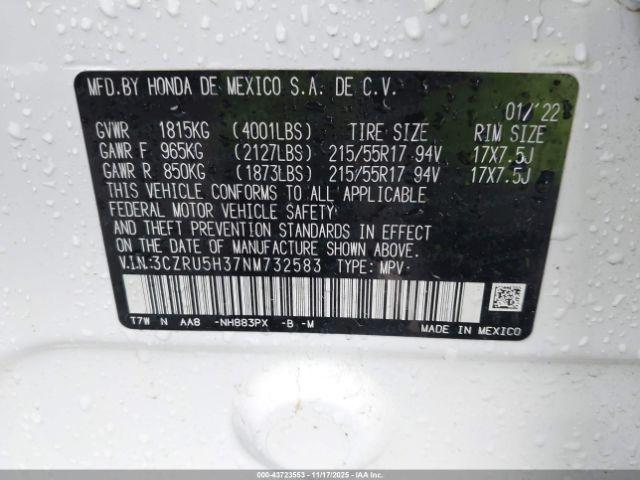 MFD.BY HONDA DE MEXICO S.A. DE C.V.
01/'22
GVWR 1815KG (4001LBS) TIRE SIZE RIM SIZE
GAWR F 965KG (2127LBS) 215/55R17 94V 17X7.5J
GAWR R 850KG (1873LBS) 215/55R17 94V 17X7.5J
THIS VEHICLE CONFORMS TO ALL APPLICABLE
FEDERAL MOTOR VEHICLE SAFETY
AND THEFT PREVENTION STANDARDS IN EFFECT
ON THE DATE OF MANUFACTURE SHOWN ABOVE.
V.I.N.:3CZRU5H37NM732583 TYPE: MPV
T7W N AA8 -NH883PX -B -M
MADE IN MEXICO
000-43723553 - 11/17/2025 - IAAI.COM